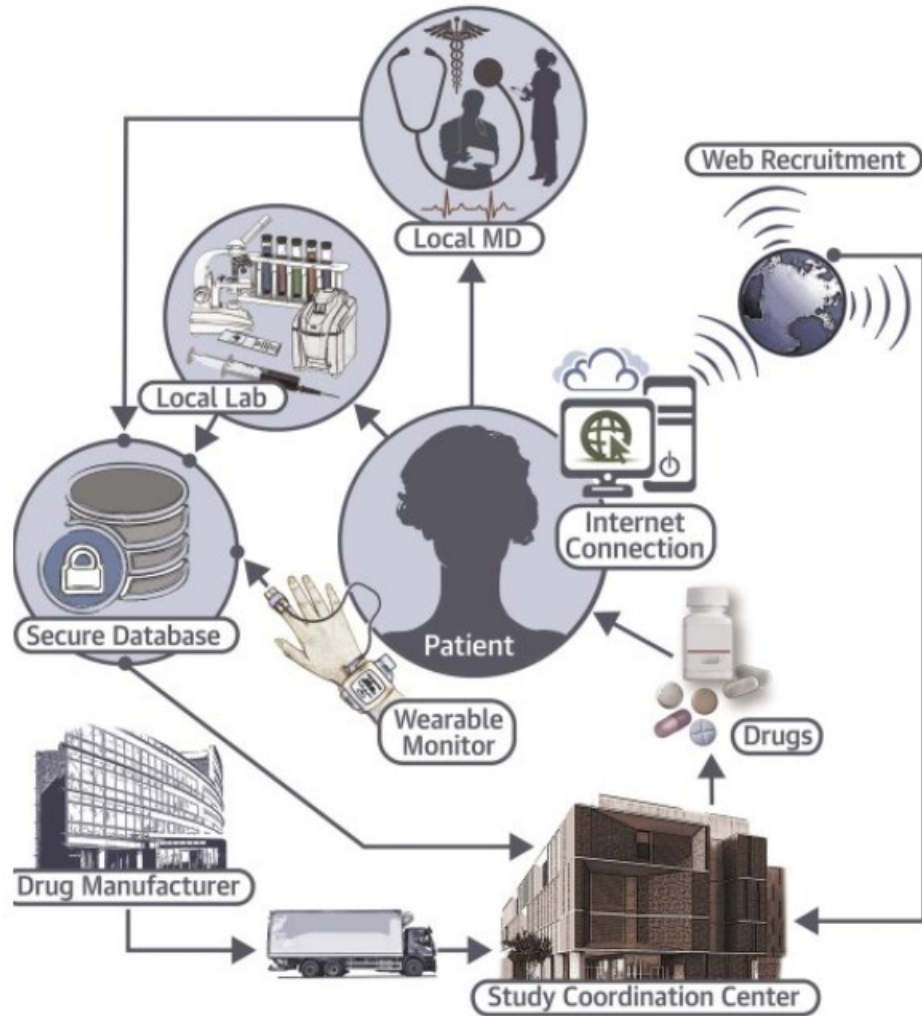 Local MD
Web Recruitment
Local Lab
Internet
Connection
Patient
Secure Database
Wearable
Monitor
Drugs
Drug Manufacturer
Study Coordination Center